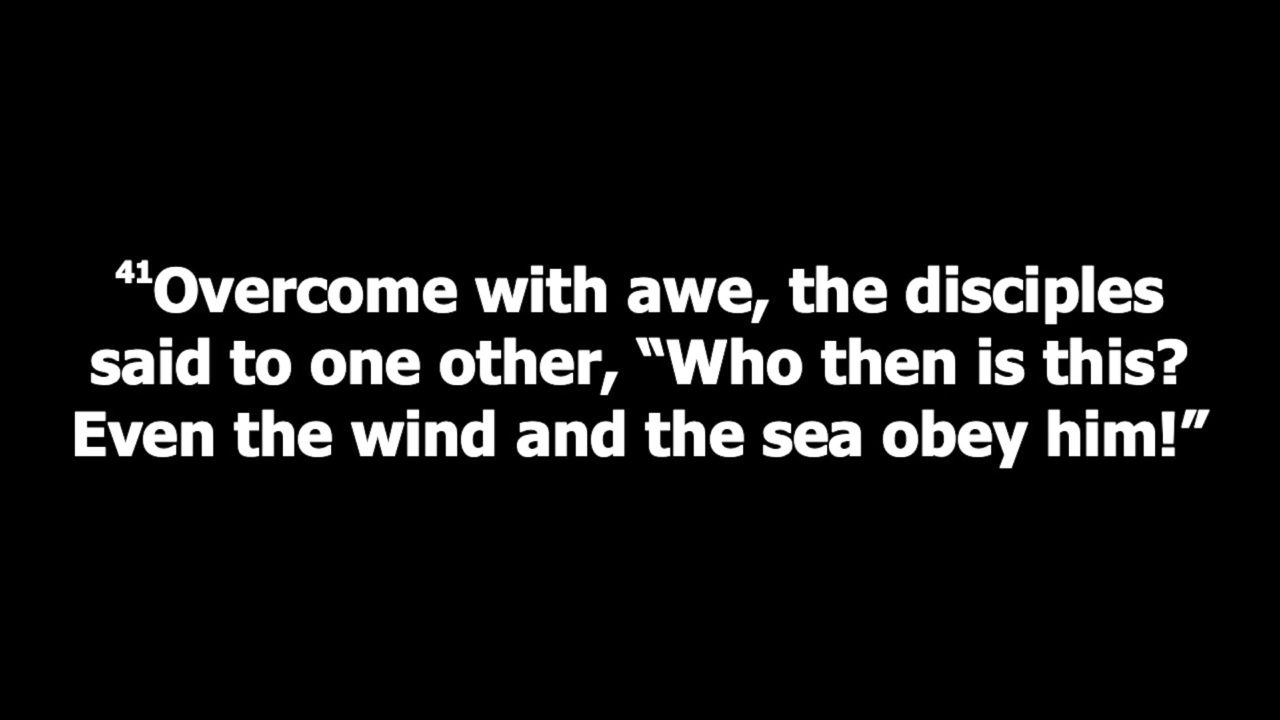 ⁴¹Overcome with awe, the disciples
said to one other, “Who then is this?
Even the wind and the sea obey him!”